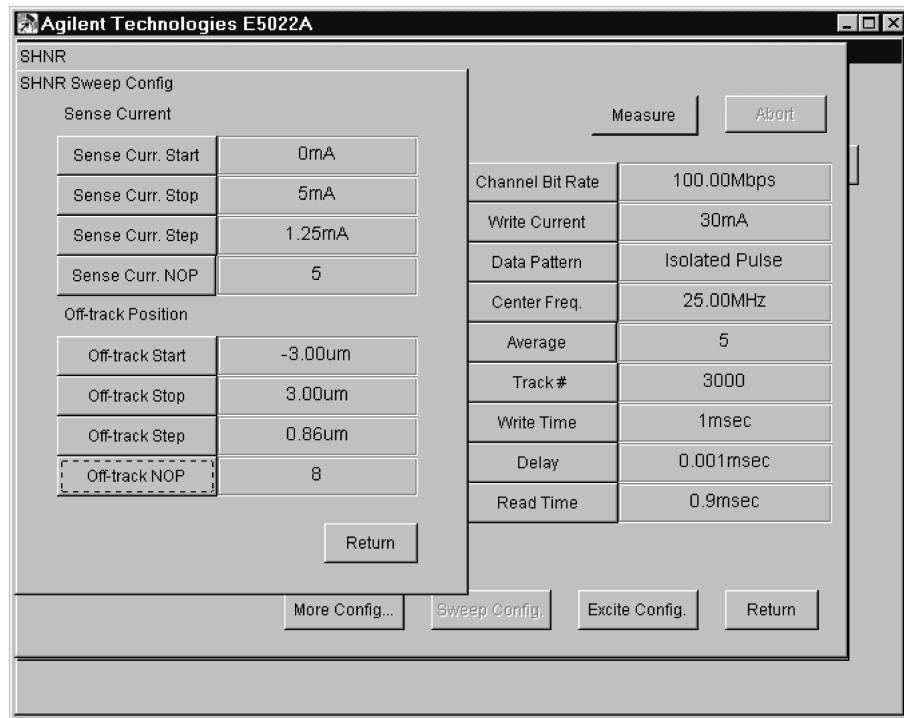 Agilent Technologies E5022A
SHNR
SHNR Sweep Config
Sense Current
Sense Curr. Start 0mA
Sense Curr. Stop 5mA
Sense Curr. Step 1.25mA
Sense Curr. NOP 5
Off-track Position
Off-track Start -3.00um
Off-track Stop 3.00um
Off-track Step 0.86um
Off-track NOP 8
Return
Measure Abort
Channel Bit Rate 100.00Mbps
Write Current 30mA
Data Pattern Isolated Pulse
Center Freq. 25.00MHz
Average 5
Track# 3000
Write Time 1msec
Delay 0.001msec
Read Time 0.9msec
More Config... Sweep Config. Excite Config. Return